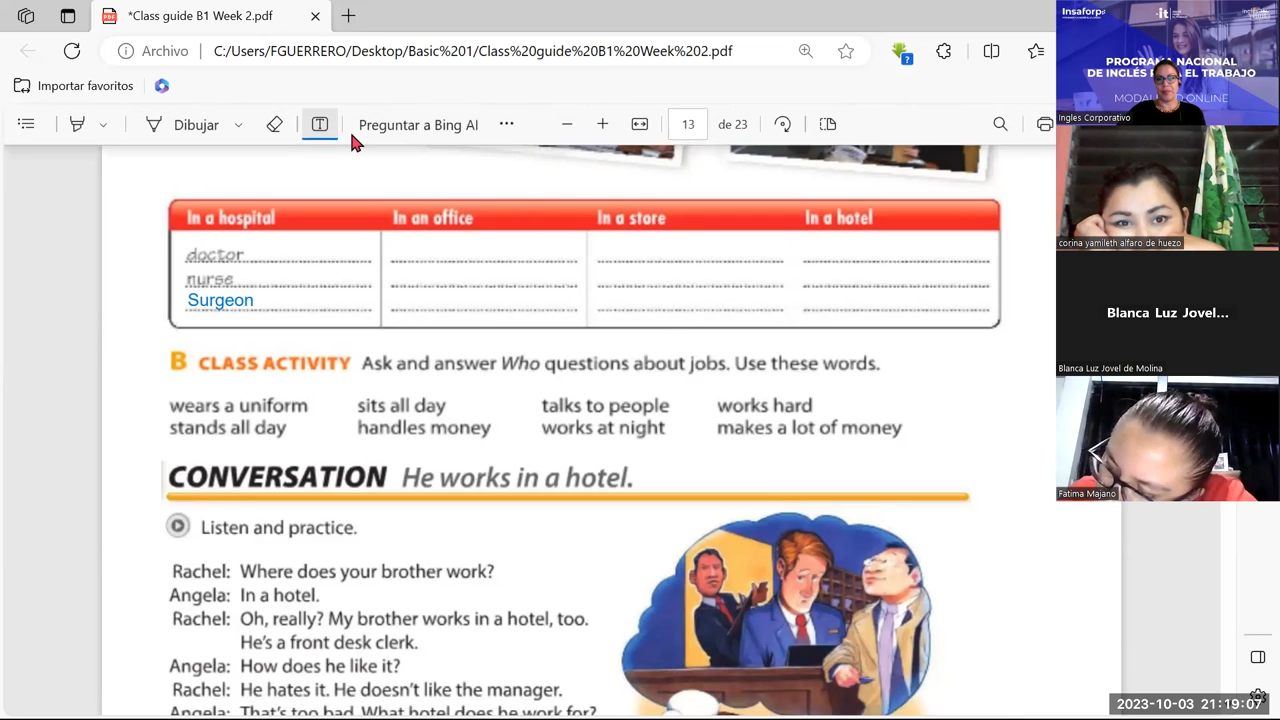 *Class guide B1 Week 2.pdf
Archivo
C:/Users/FGUERRERO/Desktop/Basic%201/Class%20guide%20B1%20Week%202.pdf
Importar favoritos
Dibujar
Preguntar a Bing AI
13
de 23
In a hospital
In an office
In a store
In a hotel
doctor
nurse
Surgeon
B CLASS ACTIVITY Ask and answer Who questions about jobs. Use these words.
wears a uniform
sits all day
talks to people
works hard
stands all day
handles money
works at night
makes a lot of money
CONVERSATION He works in a hotel.
Listen and practice.
Rachel: Where does your brother work?
Angela: In a hotel.
Rachel: Oh, really? My brother works in a hotel, too.
He's a front desk clerk.
Angela: How does he like it?
Rachel: He hates it. He doesn't like the manager.
Angela: That's too bad. What hotel does he work for?
Insaforp
PROGRAMA NACIONAL
DE INGLÉS EL TRABAJO
ONLINE
Ingles Corporativo
corina yamileth alfaro de huezo
Blanca Luz Jovel...
Blanca Luz Jovel de Molina
Fatima Majano
2023-10-03 21:19:07